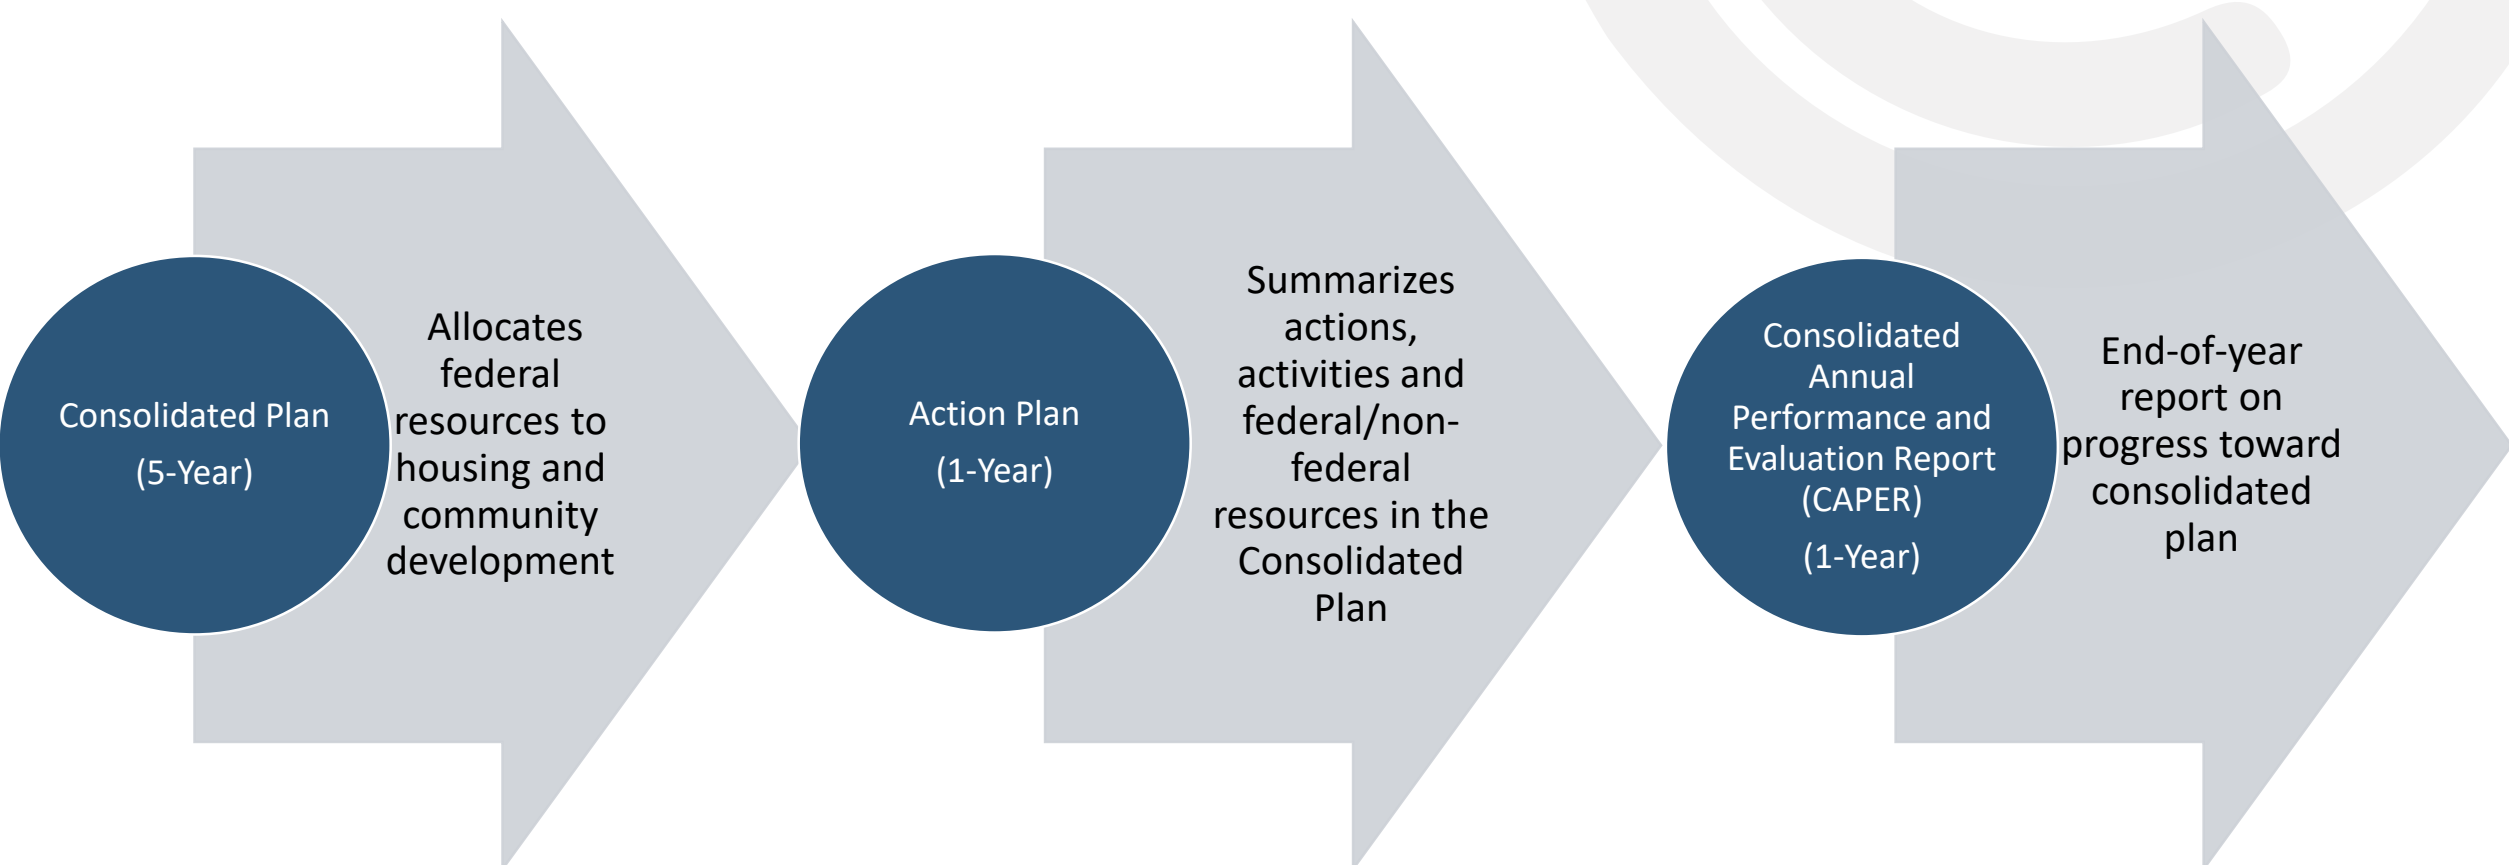 Consolidated Plan
(5-Year)
Allocates
federal
resources to
housing and
community
development
Action Plan
(1-Year)
Summarizes
actions,
activities and
federal/non-
federal
resources in the
Consolidated
Plan
Consolidated
Annual
Performance and
Evaluation Report
(CAPER)
(1-Year)
End-of-year
report on
progress toward
consolidated
plan